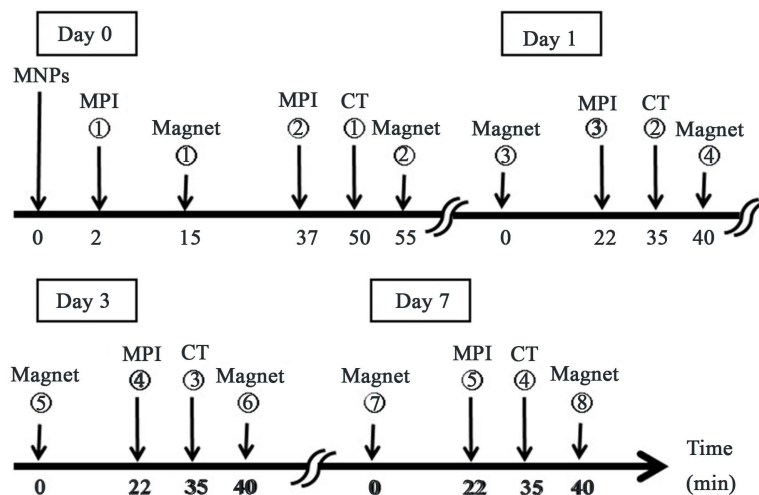 Day 0
Day 1
MNPs
MPI
MPI
CT
MPI
CT
①
Magnet
②
①
Magnet
Magnet
③
②
Magnet
①
②
③
④
0
2
15
37
50
55
0
22
35
40
Day 3
Day 7
MPI
CT
MPI
CT
Magnet
④
③
Magnet
Magnet
⑤
④
Magnet
⑤
⑥
⑦
⑧
Time
(min)
0
22
35
40
0
22
35
40